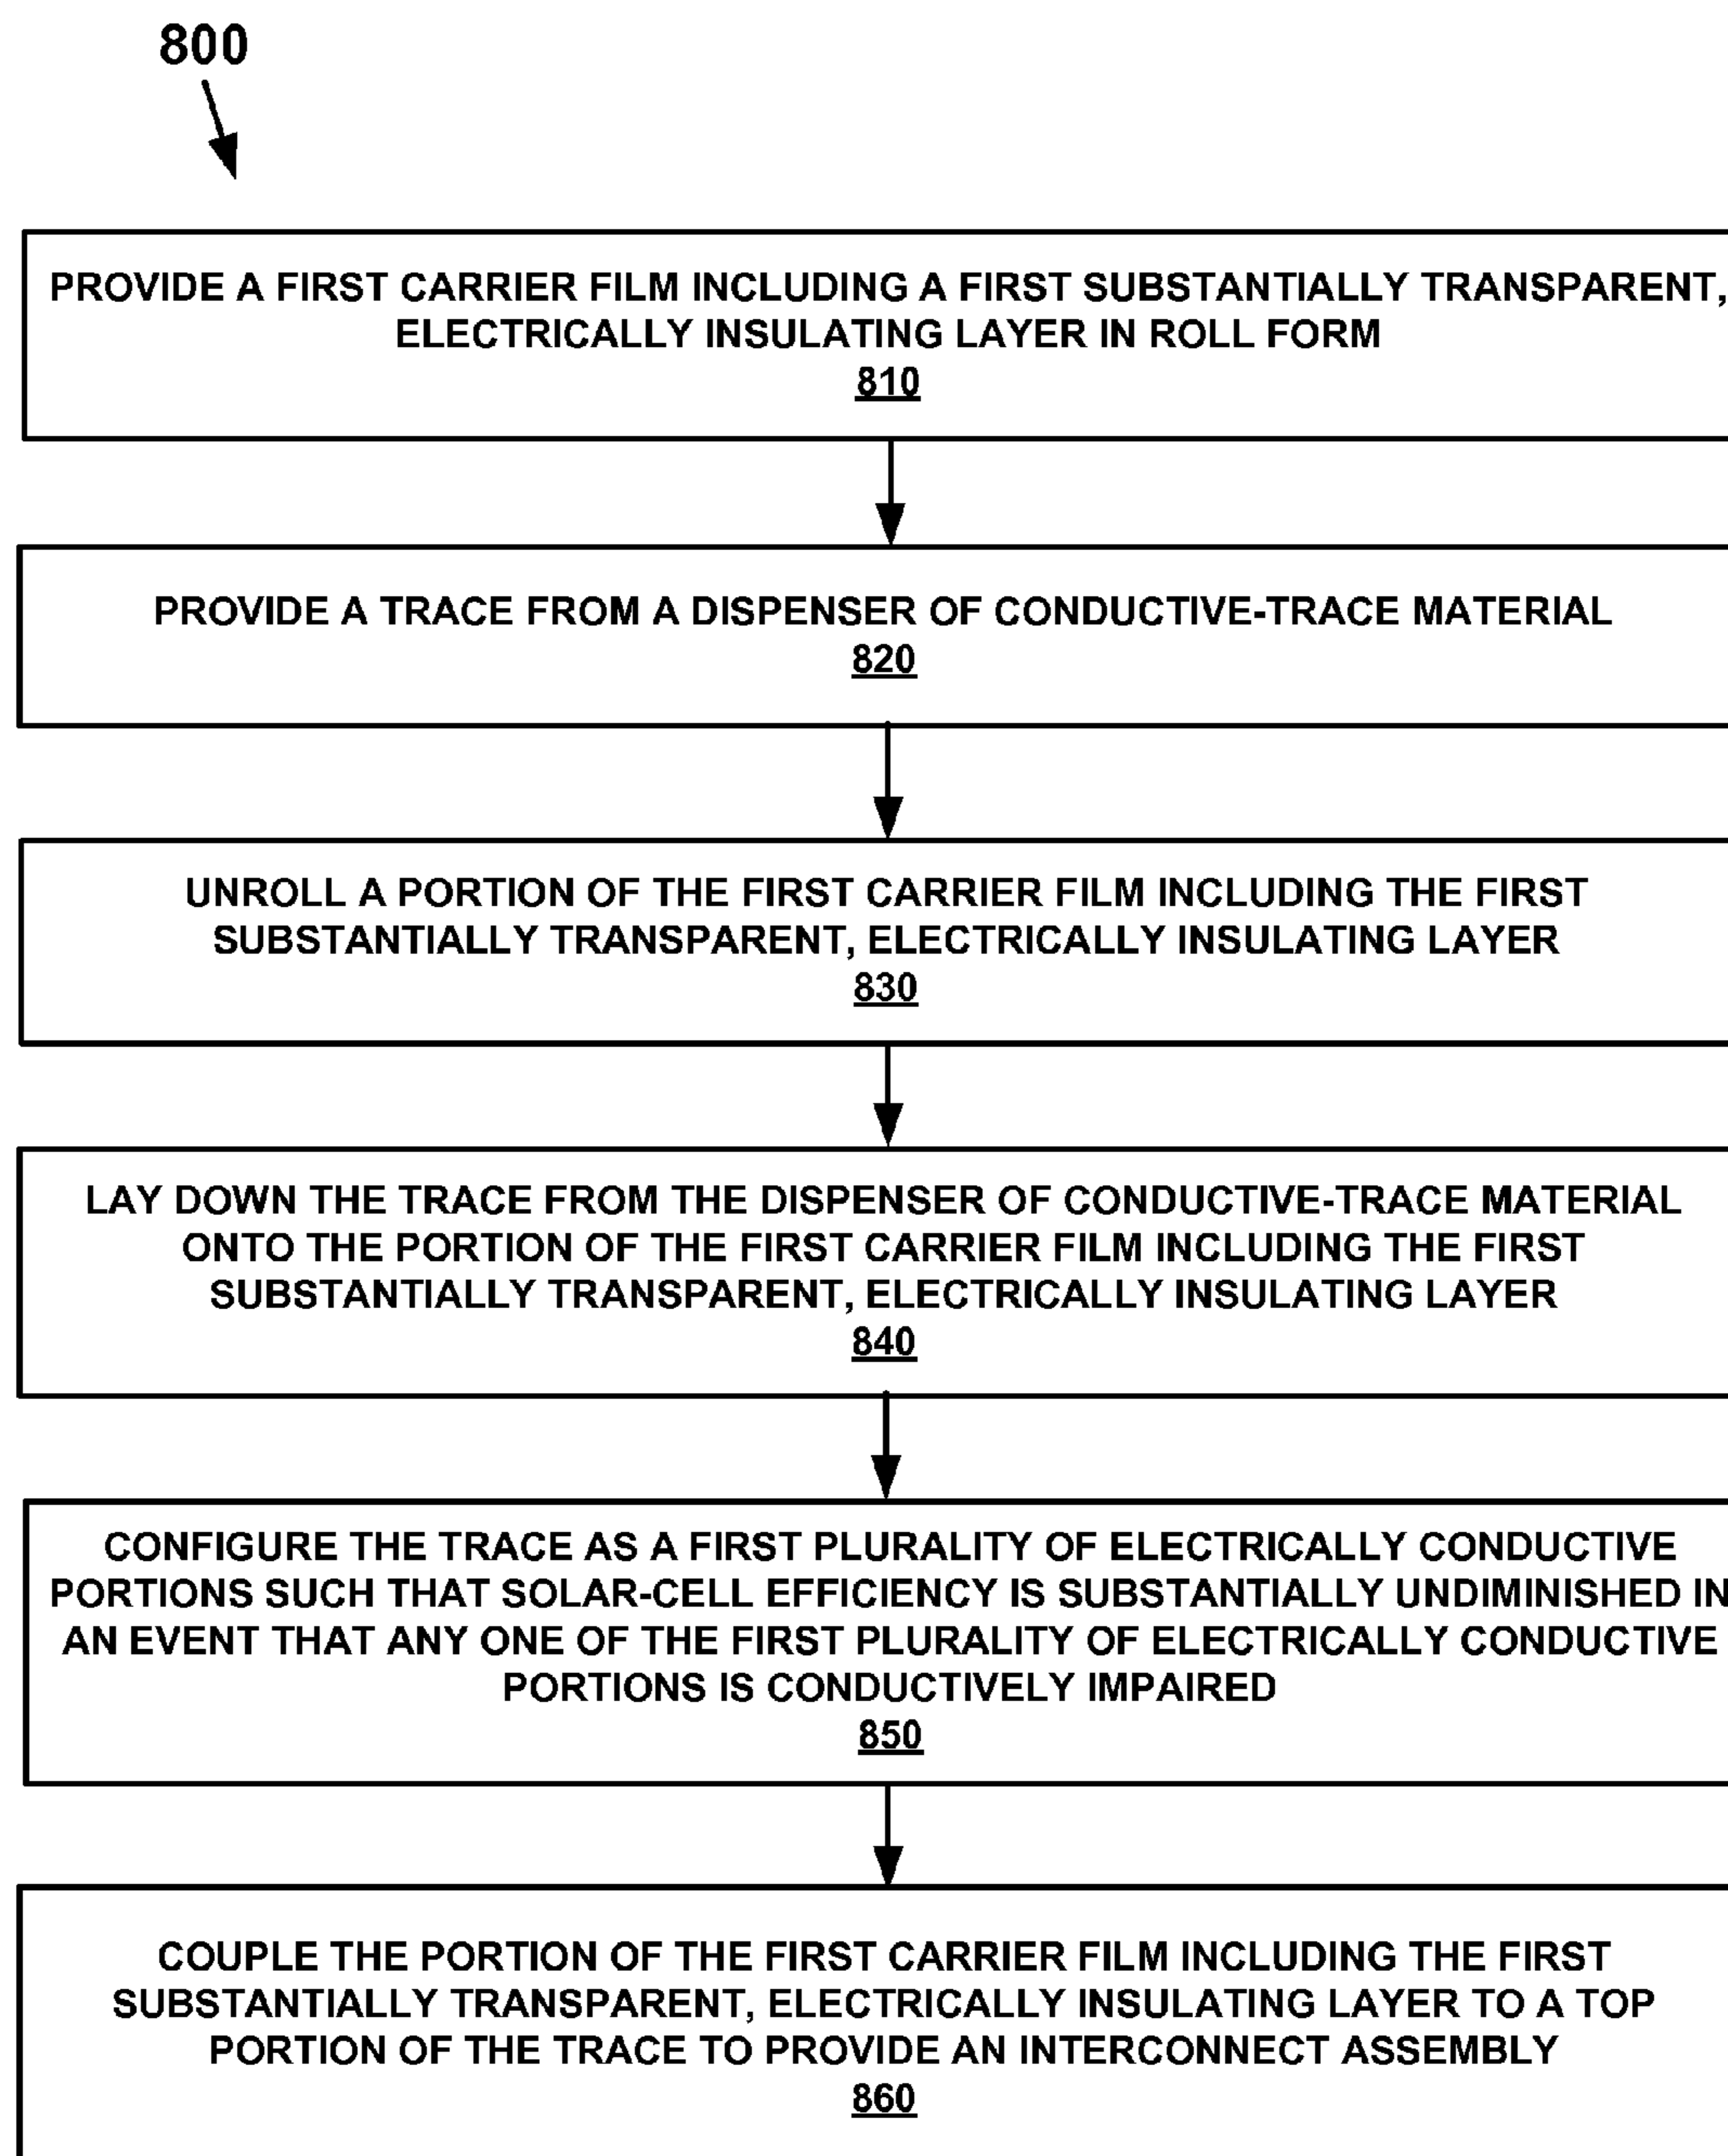 800
PROVIDE A FIRST CARRIER FILM INCLUDING A FIRST SUBSTANTIALLY TRANSPARENT,
ELECTRICALLY INSULATING LAYER IN ROLL FORM
810
PROVIDE A TRACE FROM A DISPENSER OF CONDUCTIVE-TRACE MATERIAL
820
UNROLL A PORTION OF THE FIRST CARRIER FILM INCLUDING THE FIRST
SUBSTANTIALLY TRANSPARENT, ELECTRICALLY INSULATING LAYER
830
LAY DOWN THE TRACE FROM THE DISPENSER OF CONDUCTIVE-TRACE MATERIAL
ONTO THE PORTION OF THE FIRST CARRIER FILM INCLUDING THE FIRST
SUBSTANTIALLY TRANSPARENT, ELECTRICALLY INSULATING LAYER
840
CONFIGURE THE TRACE AS A FIRST PLURALITY OF ELECTRICALLY CONDUCTIVE
PORTIONS SUCH THAT SOLAR-CELL EFFICIENCY IS SUBSTANTIALLY UNDIMINISHED IN
AN EVENT THAT ANY ONE OF THE FIRST PLURALITY OF ELECTRICALLY CONDUCTIVE
PORTIONS IS CONDUCTIVELY IMPAIRED
850
COUPLE THE PORTION OF THE FIRST CARRIER FILM INCLUDING THE FIRST
SUBSTANTIALLY TRANSPARENT, ELECTRICALLY INSULATING LAYER TO A TOP
PORTION OF THE TRACE TO PROVIDE AN INTERCONNECT ASSEMBLY
860